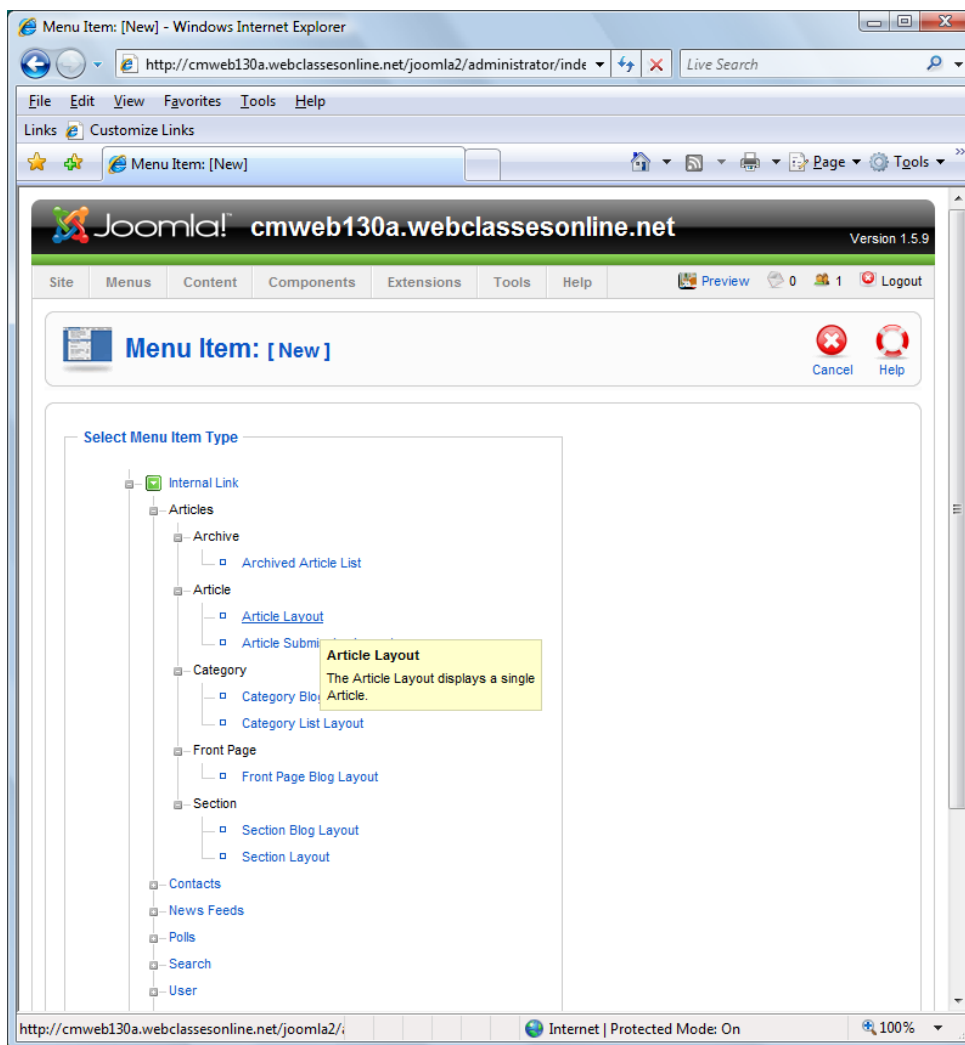 Menu Item: [New] - Windows Internet Explorer
http://cmweb130a.webclassesonline.net/joomla2/administrator/inde
Live Search
File Edit View Favorites Tools Help
Links Customize Links
Menu Item: [New]
Page Tools
Joomla!™ cmweb130a.webclassesonline.net
Version 1.5.9
Site Menus Content Components Extensions Tools Help Preview 0 1 Logout
Menu Item: [ New ]
Cancel Help
Select Menu Item Type
Internal Link
Articles
Archive
Archived Article List
Article
Article Layout
Article Subm
Article Layout
The Article Layout displays a single
Article.
Category
Category Blo
Category List Layout
Front Page
Front Page Blog Layout
Section
Section Blog Layout
Section Layout
Contacts
News Feeds
Polls
Search
User
http://cmweb130a.webclassesonline.net/joomla2/
Internet | Protected Mode: On
100%